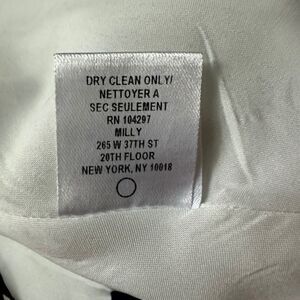 DRY CLEAN ONLY/
NETTOYER A
SEC SEULEMENT
RN 104297
MILLY
265 W 37TH ST
20TH FLOOR
NEW YORK, NY 10018